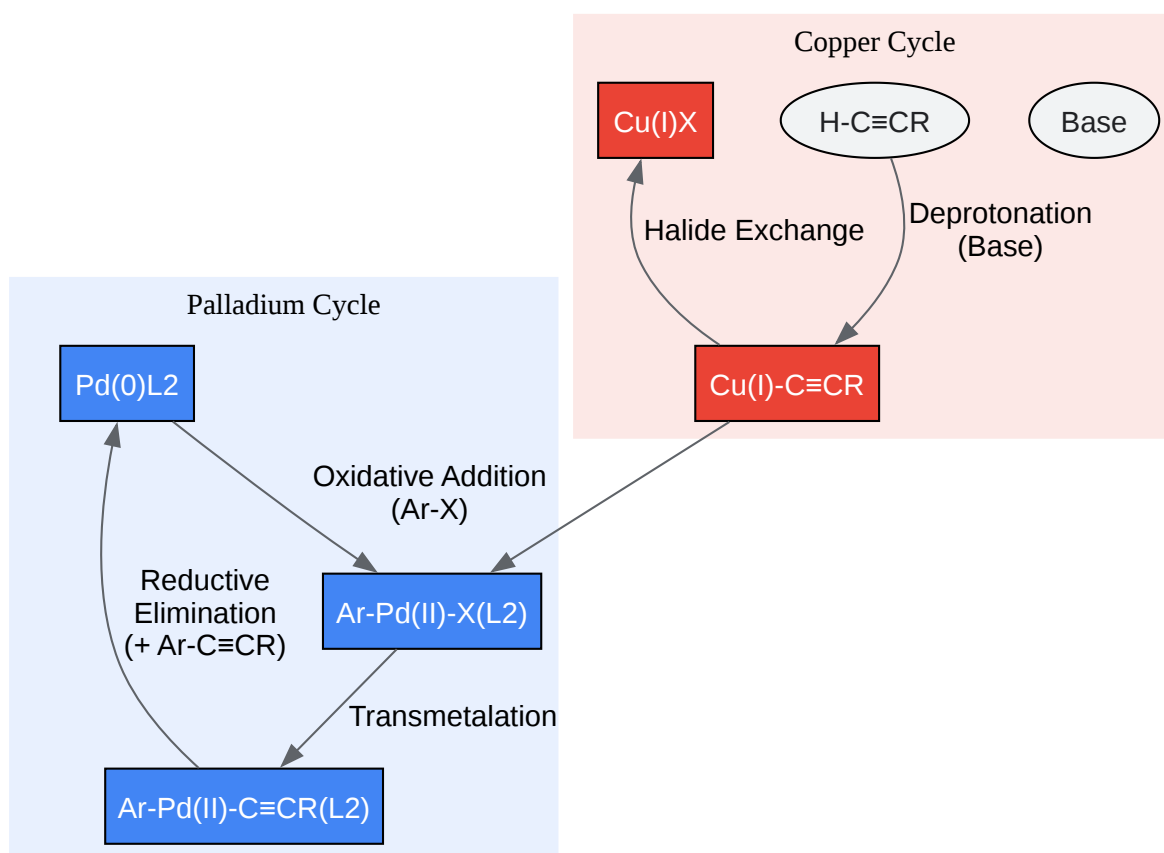 Copper Cycle
Cu(I)X
H-C≡CR
Base
Halide Exchange
Deprotonation
(Base)
Cu(I)-C≡CR
Palladium Cycle
Pd(0)L2
Oxidative Addition
(Ar-X)
Reductive
Elimination
(+ Ar-C≡CR)
Ar-Pd(II)-X(L2)
Transmetalation
Ar-Pd(II)-C≡CR(L2)